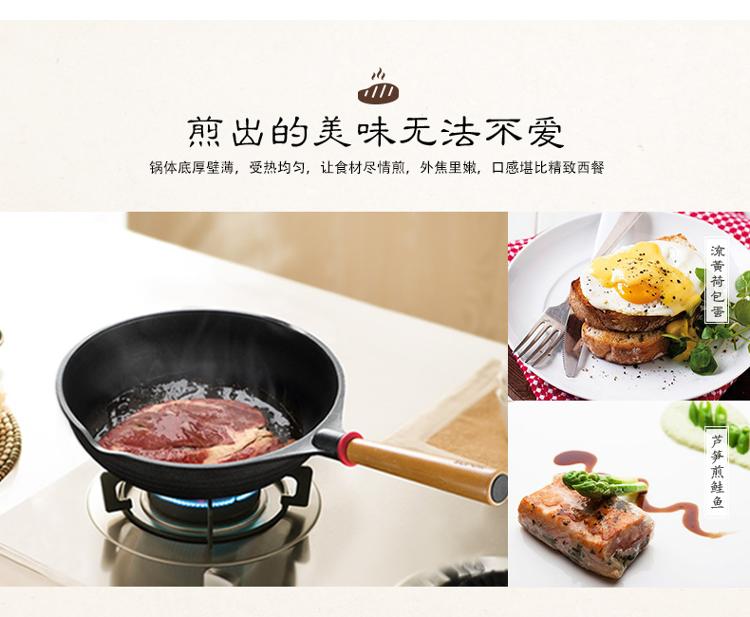 煎出的美味无法不爱
锅体底厚壁薄，受热均匀，让食材尽情煎，外焦里嫩，口感堪比精致西餐
流黄荷包蛋
芦笋煎鲑鱼